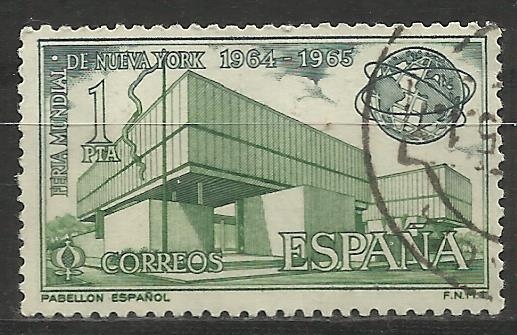 FERIA MUNDIAL · DE NUEVA YORK 1964-1965
1
PTA
CORREOS ESPAÑA
PABELLON ESPAÑOL F.N.M.T.